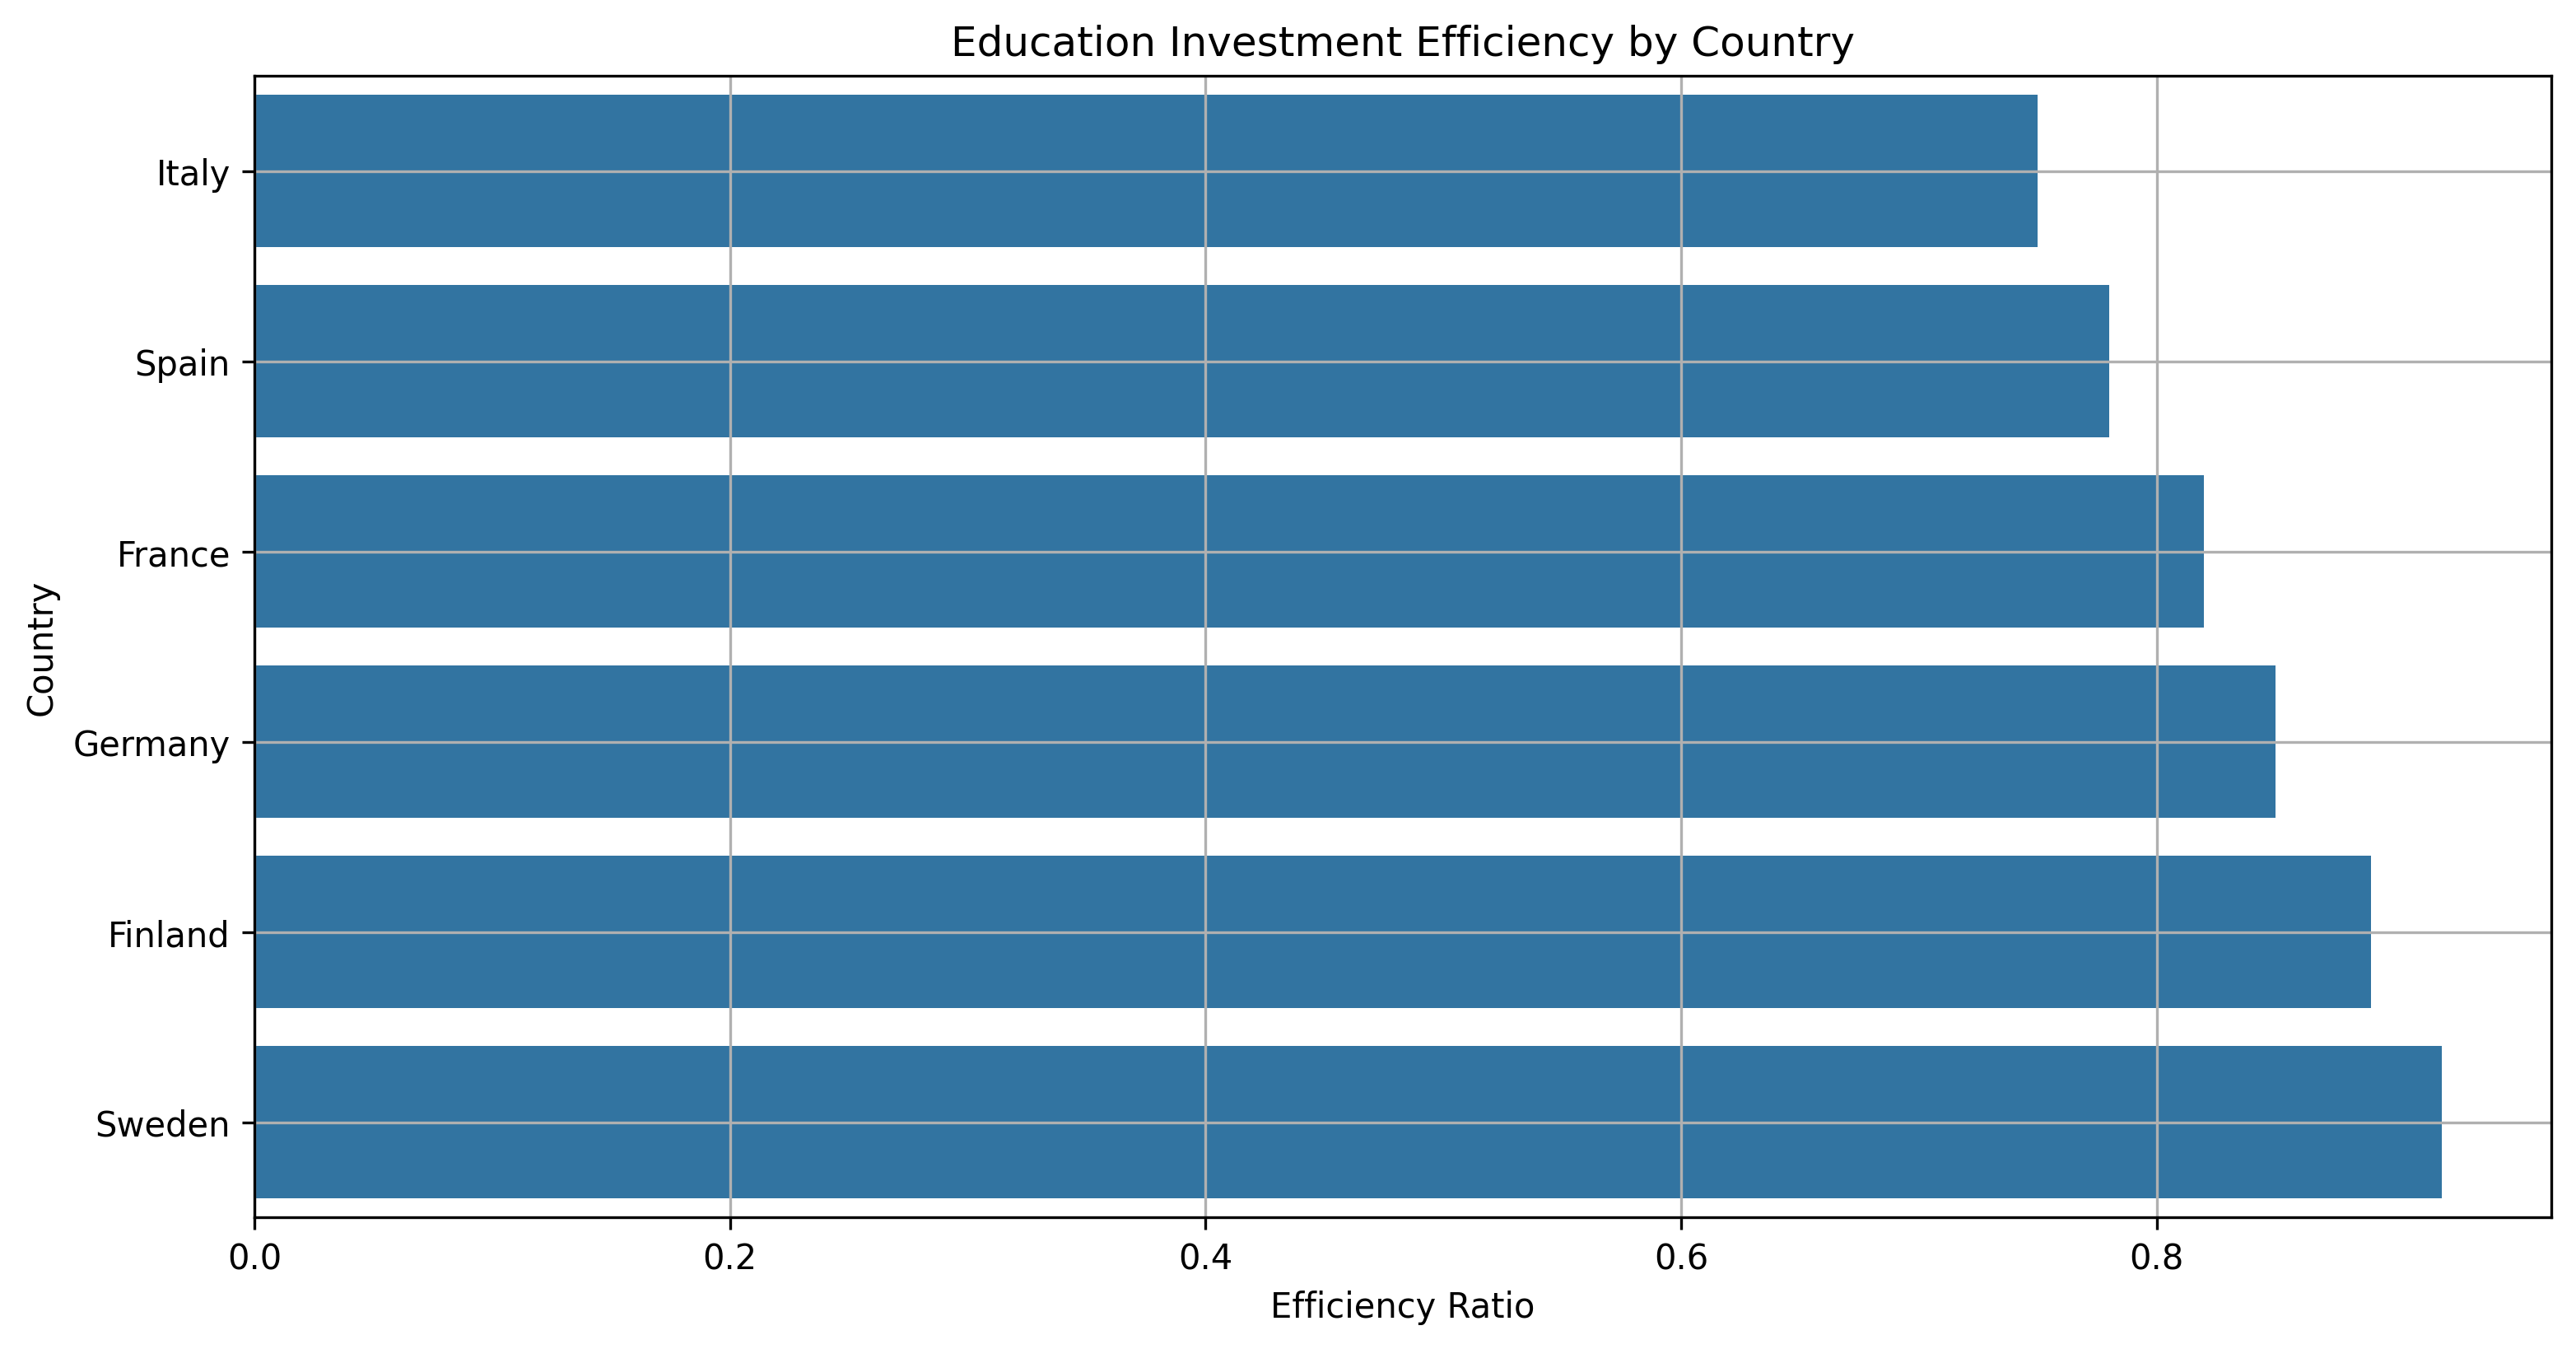 Education Investment Efficiency by Country
Italy
Spain
France
Germany
Finland
Sweden
Country
0.0 0.2 0.4 0.6 0.8
Efficiency Ratio